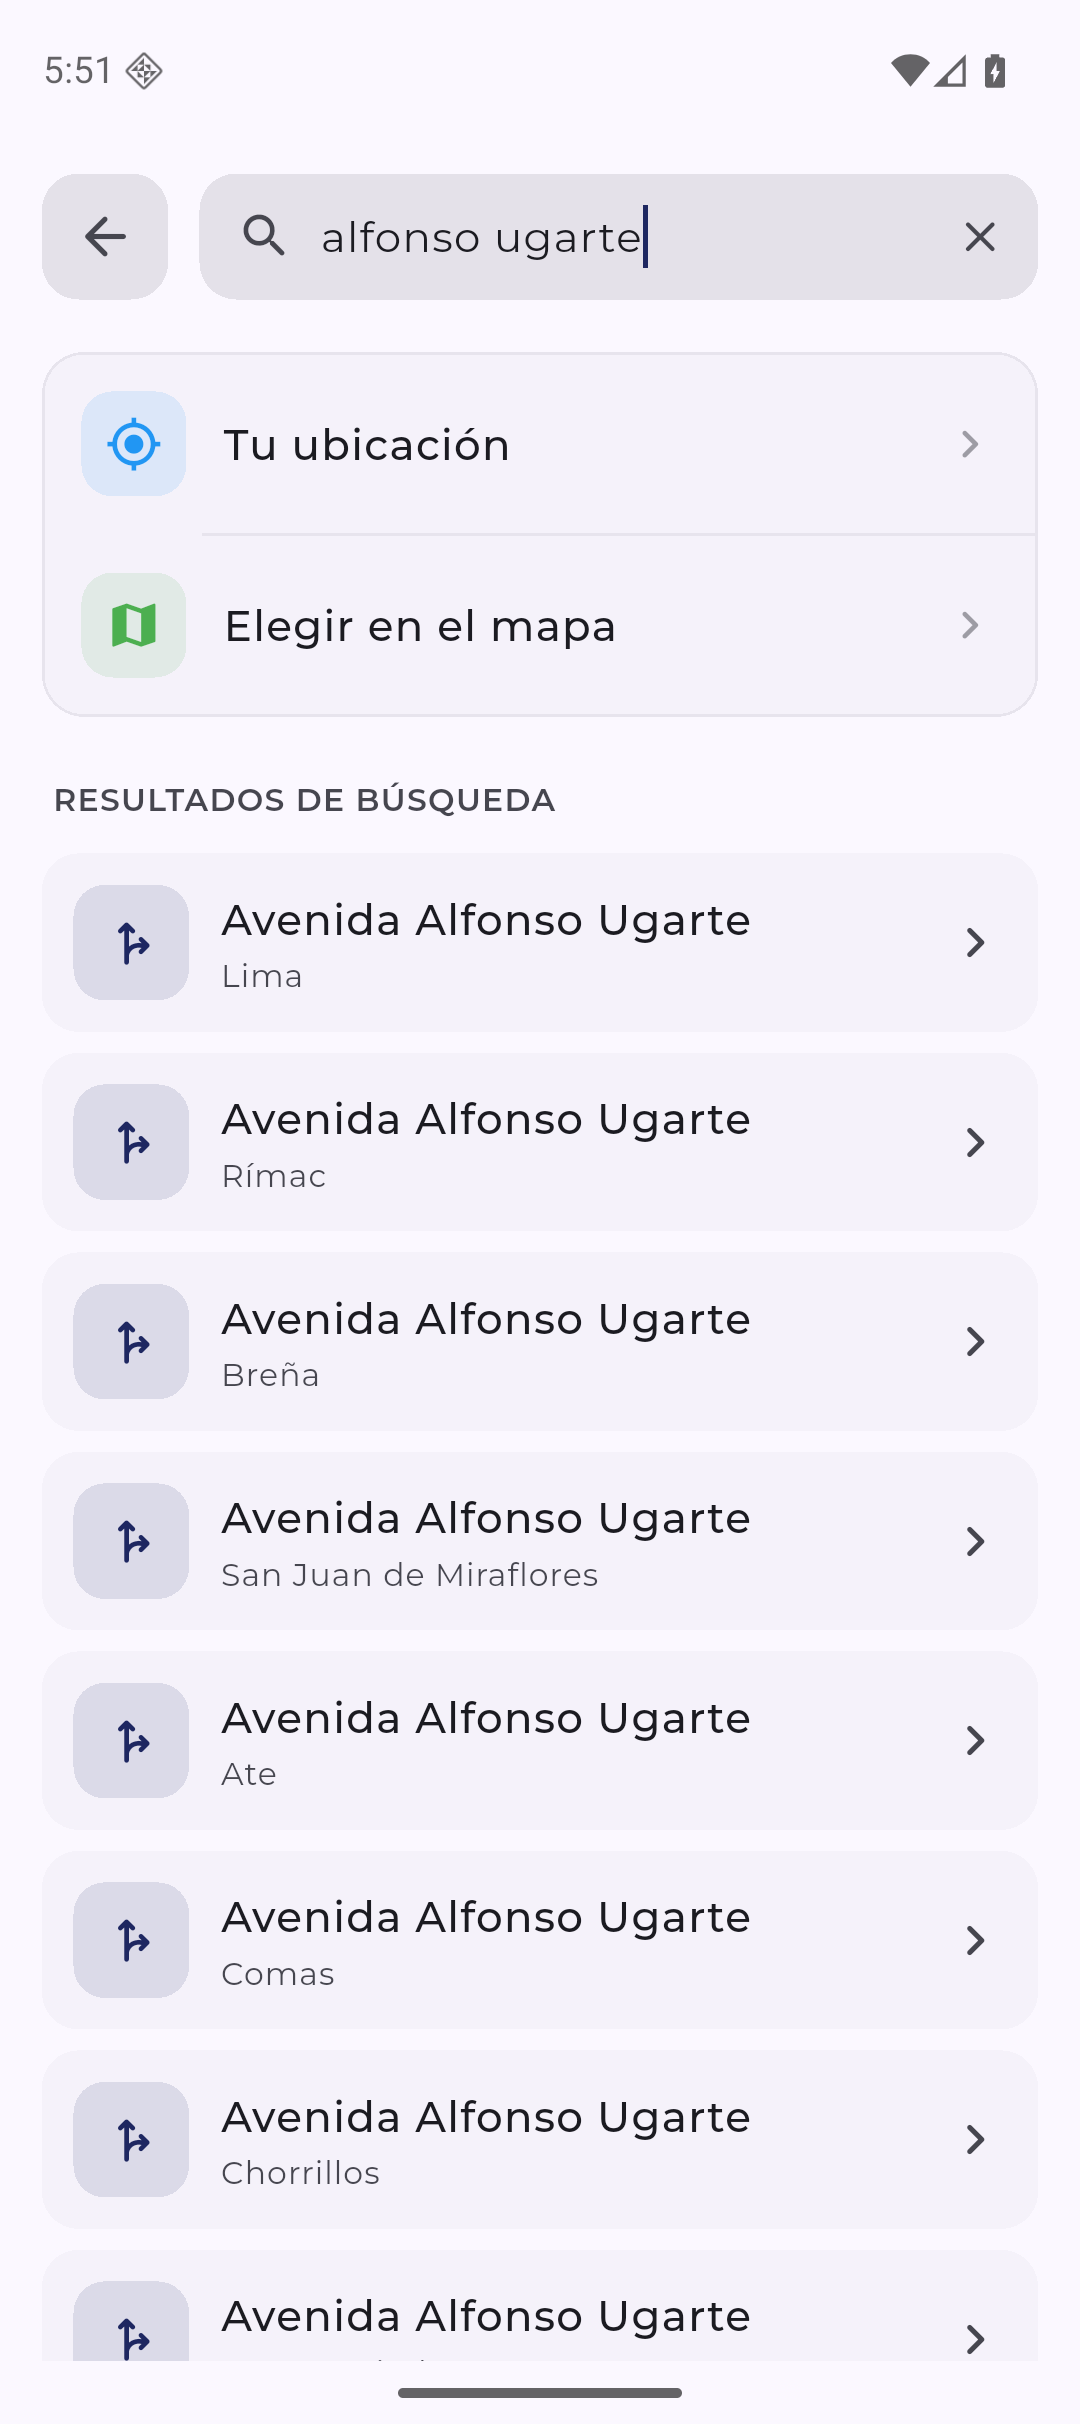 5:51
alfonso ugarte
Tu ubicación
Elegir en el mapa
RESULTADOS DE BÚSQUEDA
Avenida Alfonso Ugarte
Lima
Avenida Alfonso Ugarte
Rímac
Avenida Alfonso Ugarte
Breña
Avenida Alfonso Ugarte
San Juan de Miraflores
Avenida Alfonso Ugarte
Ate
Avenida Alfonso Ugarte
Comas
Avenida Alfonso Ugarte
Chorrillos
Avenida Alfonso Ugarte